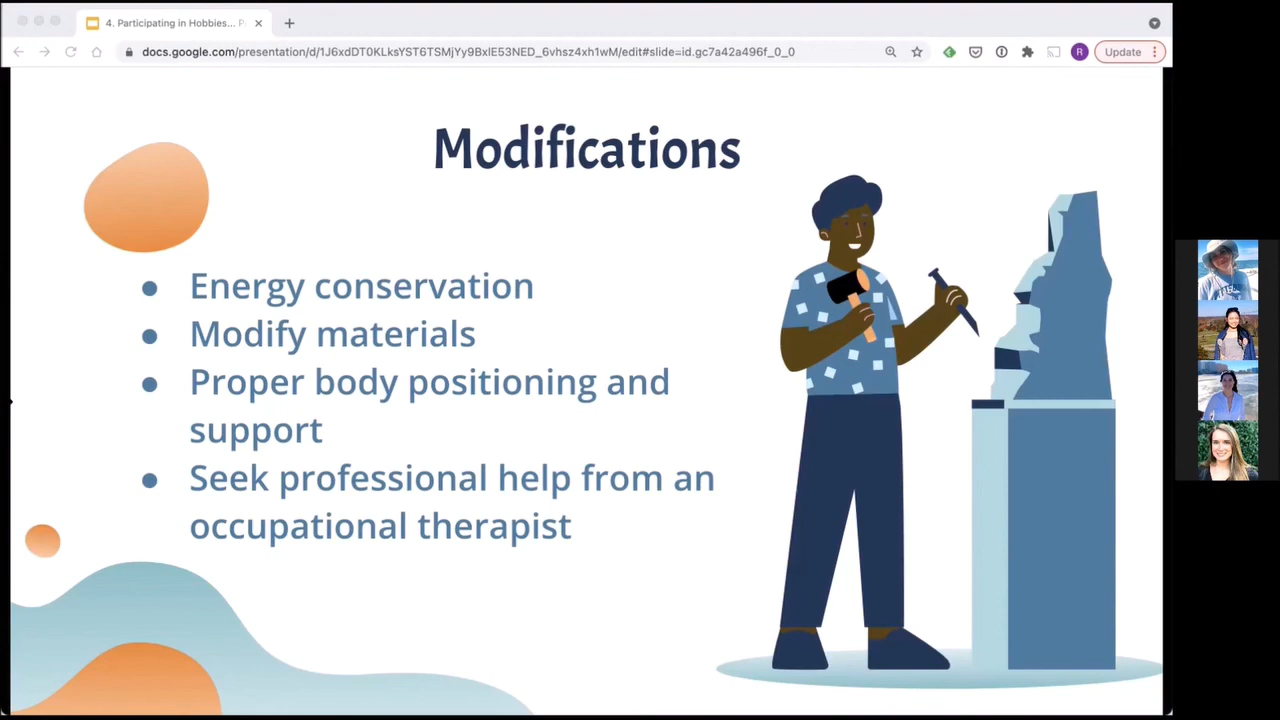 4. Participating in Hobbies... P
docs.google.com/presentation/d/1J6xdDT0KLksYST6TSMjYy9BxIE53NED_6vhsz4xh1wM/edit#slide=id.gc7a42a496f_0_0
R
Update
Modifications
● Energy conservation
● Modify materials
● Proper body positioning and
support
● Seek professional help from an
occupational therapist